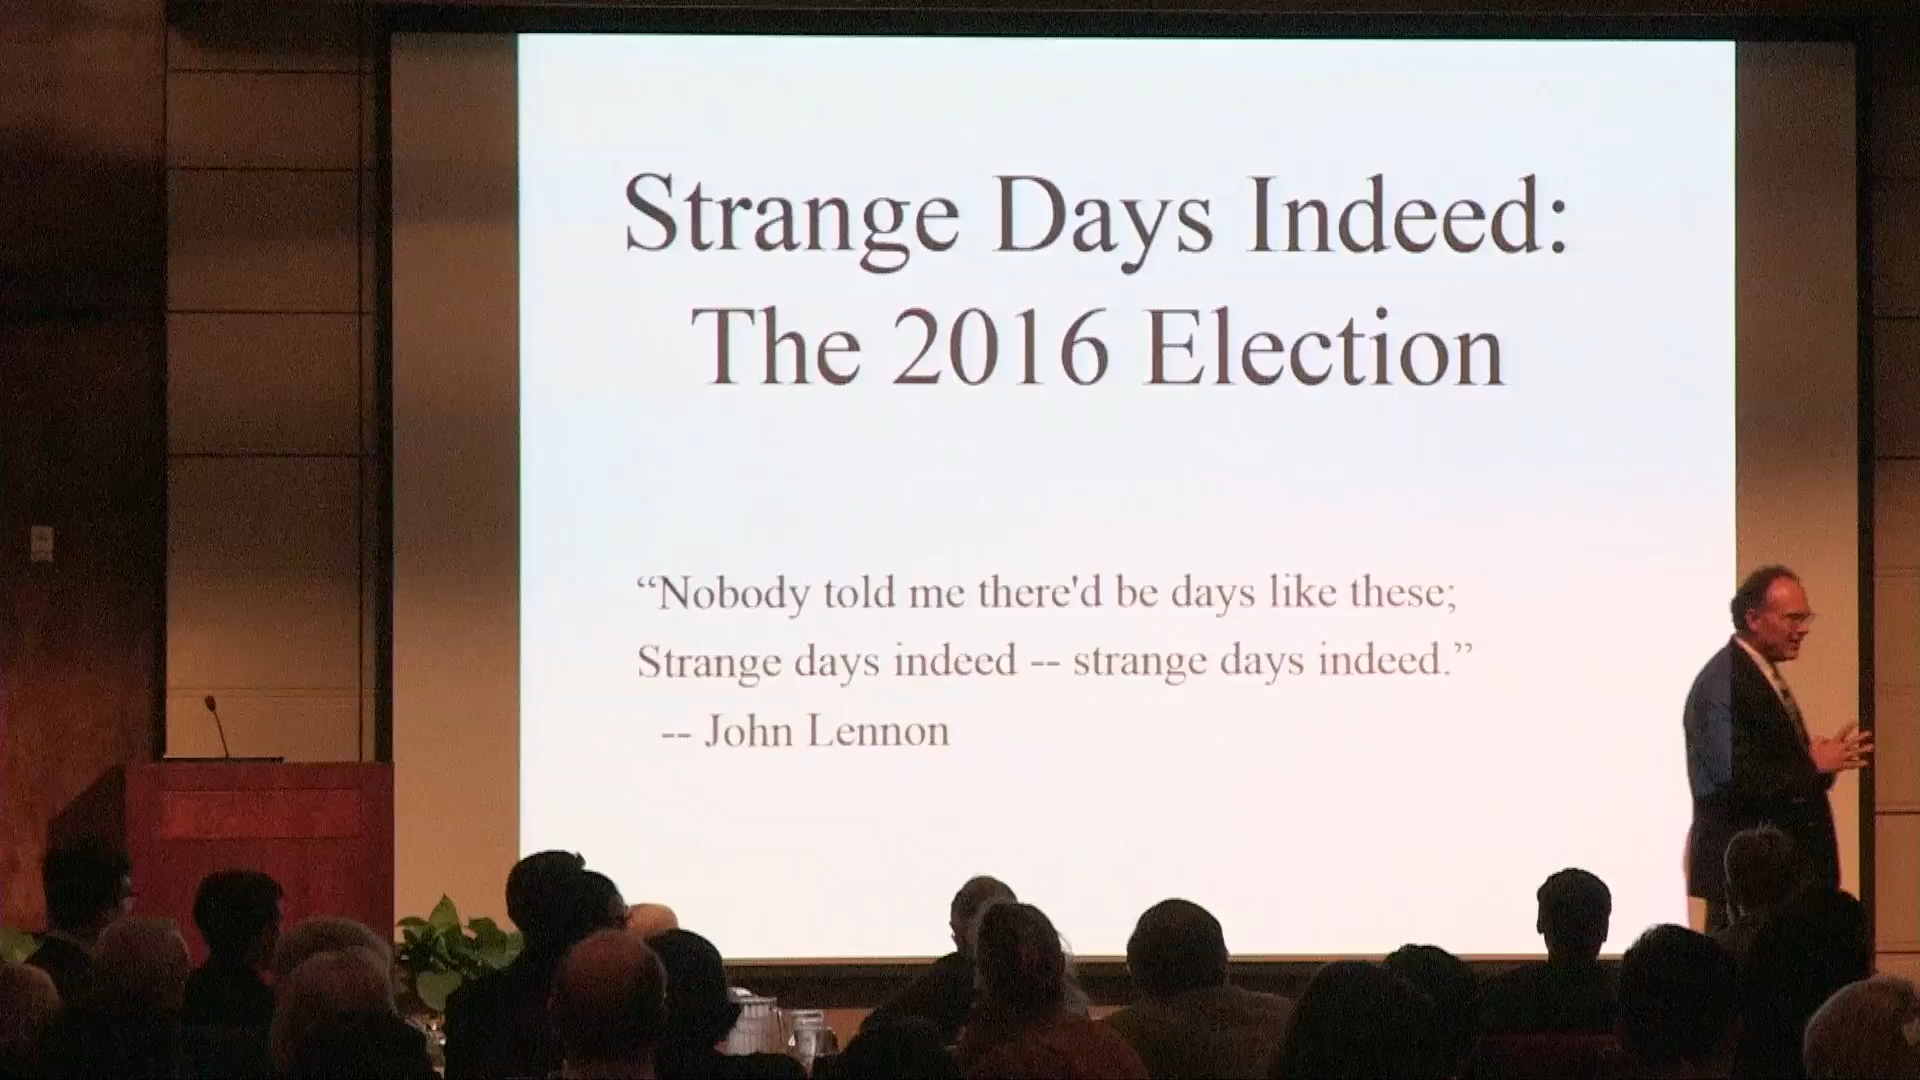 Strange Days Indeed:
The 2016 Election
“Nobody told me there'd be days like these;
Strange days indeed -- strange days indeed.”
-- John Lennon